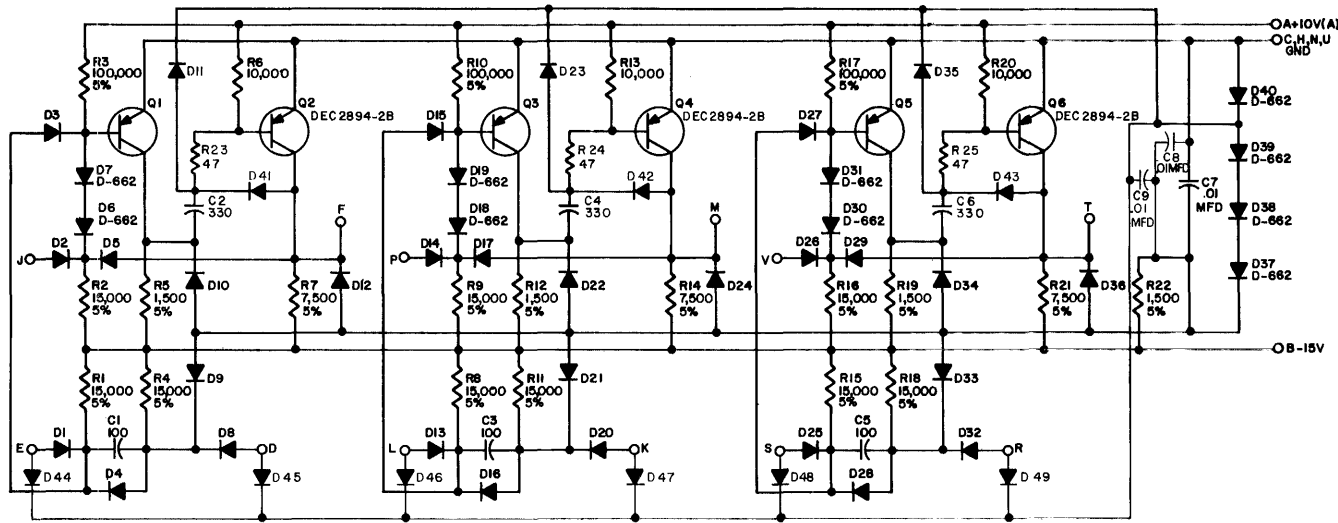 A+10V(A)
C,H,N,U
GND
R3
100,000
5%
D11
R6
10,000
R10
100,000
5%
D23
R13
10,000
R17
100,000
5%
D35
R20
10,000
D3
Q1
Q2
DEC2894-2B
D15
Q3
Q4
DEC2894-2B
D27
Q5
Q6
DEC2894-2B
D40
D-662
R23
47
R24
47
R25
47
D39
D-662
C8
.01MFD
C7
.01
MFD
C9
.01
MFD
D7
D-662
D41
D19
D-662
D42
D31
D-662
D43
D6
D-662
C2
330
F
D18
D-662
C4
330
M
D30
D-662
C6
330
T
D38
D-662
J
D2
D5
P
D14
D17
V
D26
D29
D37
D-662
R2
15,000
5%
R5
1,500
5%
D10
R7
7,500
5%
D12
R9
15,000
5%
R12
1,500
5%
D22
R14
7,500
5%
D24
R16
15,000
5%
R19
1,500
5%
D34
R21
7,500
5%
D36
R22
1,500
5%
B-15V
R1
15,000
5%
R4
15,000
5%
D9
R8
15,000
5%
R11
15,000
5%
D21
R15
15,000
5%
R18
15,000
5%
D33
E
D1
C1
100
D8
D
L
D13
C3
100
D20
K
S
D25
C5
100
D32
R
D44
D4
D45
D46
D16
D47
D48
D28
D49